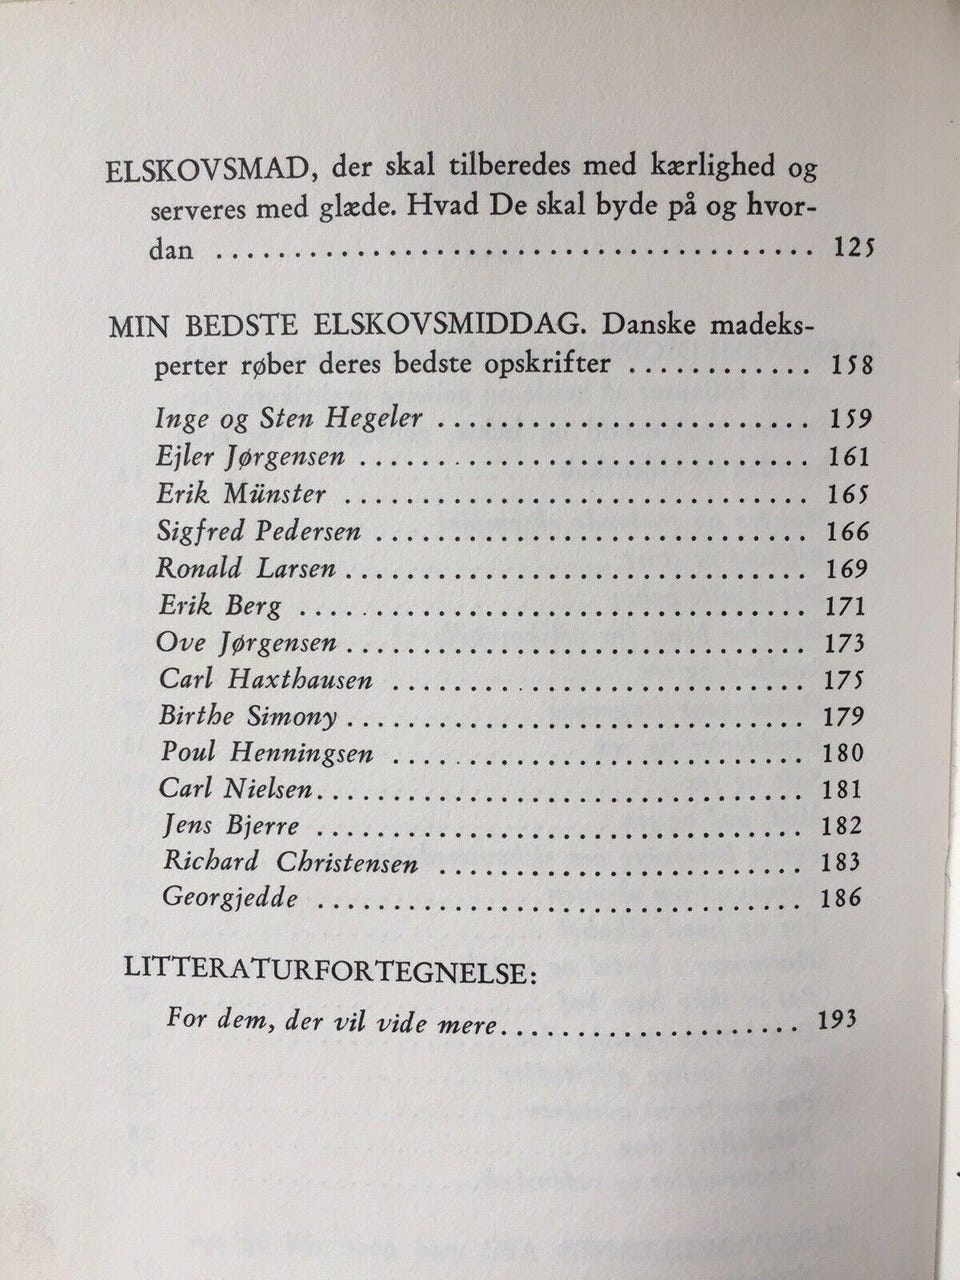 ELSKOVSMAD, der skal tilberedes med kærlighed og
serveres med glæde. Hvad De skal byde på og hvor-
dan ...................................... 125
MIN BEDSTE ELSKOVSMIDDAG. Danske madeks-
perter røber deres bedste opskrifter ............ 158
Inge og Sten Hegeler ........................ 159
Ejler Jørgensen ............................. 161
Erik Münster .............................. 165
Sigfred Pedersen ............................ 166
Ronald Larsen .............................. 169
Erik Berg ................................. 171
Ove Jørgensen .............................. 173
Carl Haxthausen ........................... 175
Birthe Simony .............................. 179
Poul Henningsen ........................... 180
Carl Nielsen................................ 181
Jens Bjerre ................................ 182
Richard Christensen ........................ 183
Georgjedde ................................ 186
LITTERATURFORTEGNELSE:
For dem, der vil vide mere.................... 193